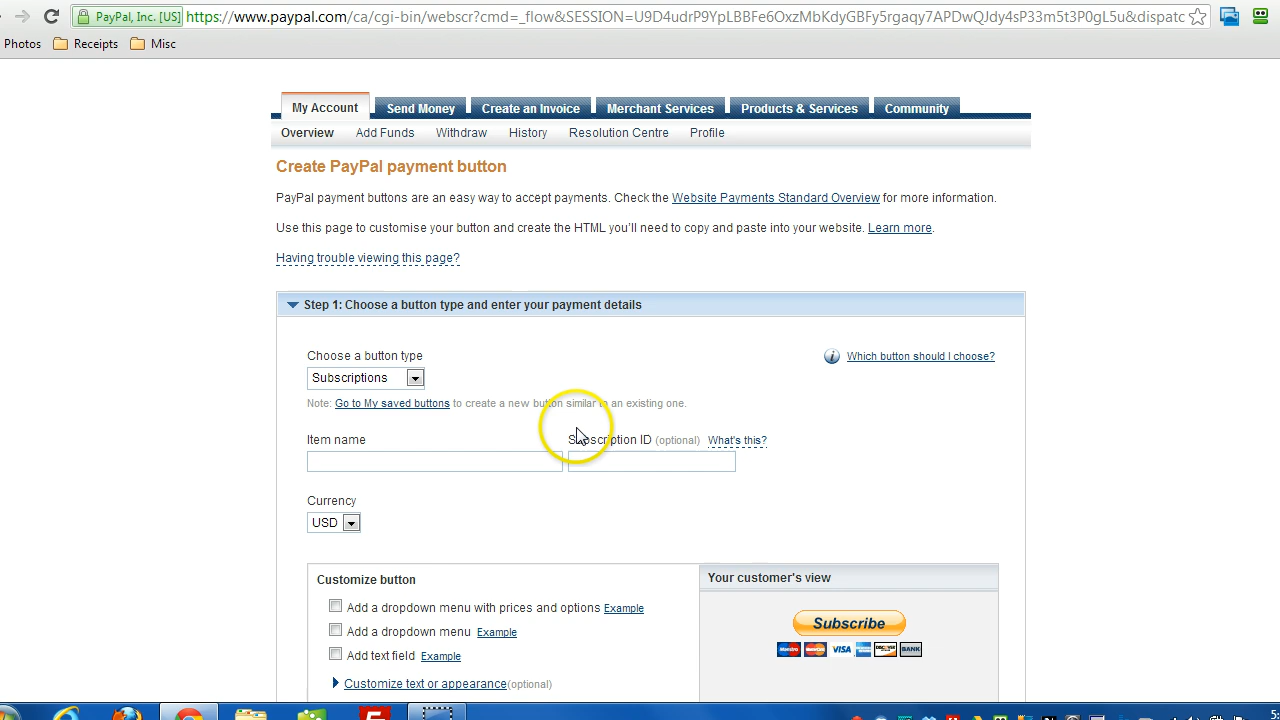 PayPal, Inc. [US] https://www.paypal.com/ca/cgi-bin/webscr?cmd=_flow&SESSION=U9D4udrP9YpLBBFe6bxzMbKdyGBFy5rgaqy7APDwQJdy4sP33m5t3P0gL5u&dispatc
Photos Receipts Misc
My Account Send Money Create an Invoice Merchant Services Products & Services Community
Overview Add Funds Withdraw History Resolution Centre Profile
Create PayPal payment button
PayPal payment buttons are an easy way to accept payments. Check the Website Payments Standard Overview for more information.
Use this page to customise your button and create the HTML you'll need to copy and paste into your website. Learn more.
Having trouble viewing this page?
Step 1: Choose a button type and enter your payment details
Choose a button type Which button should I choose?
Subscriptions
Note: Go to My saved buttons to create a new button similar to an existing one.
Item name Subscription ID (optional) What's this?
Currency
USD
Customize button Your customer's view
Add a dropdown menu with prices and options Example
Subscribe
Add a dropdown menu Example
Maestro MasterCard VISA DISCOVER BANK
Add text field Example
Customize text or appearance (optional)